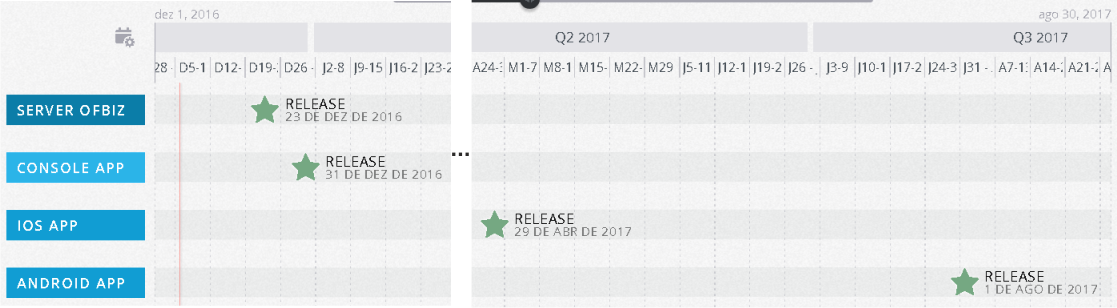 dez 1, 2016
ago 30, 2017
Q2 2017
Q3 2017
28 - D5-1 D12- D19- D26 - J2-8 J9-15 J16-2 J23-2
A24-3 M1-7 M8-1 M15- M22- M29 J5-11 J12-1 J19-2 J26 - J3-9 J10-1 J17-2 J24-3 J31 - A7-1 A14- A21-2 A
SERVER OFBIZ
RELEASE
23 DE DEZ DE 2016
CONSOLE APP
RELEASE
31 DE DEZ DE 2016
...
IOS APP
RELEASE
29 DE ABR DE 2017
ANDROID APP
RELEASE
1 DE AGO DE 2017